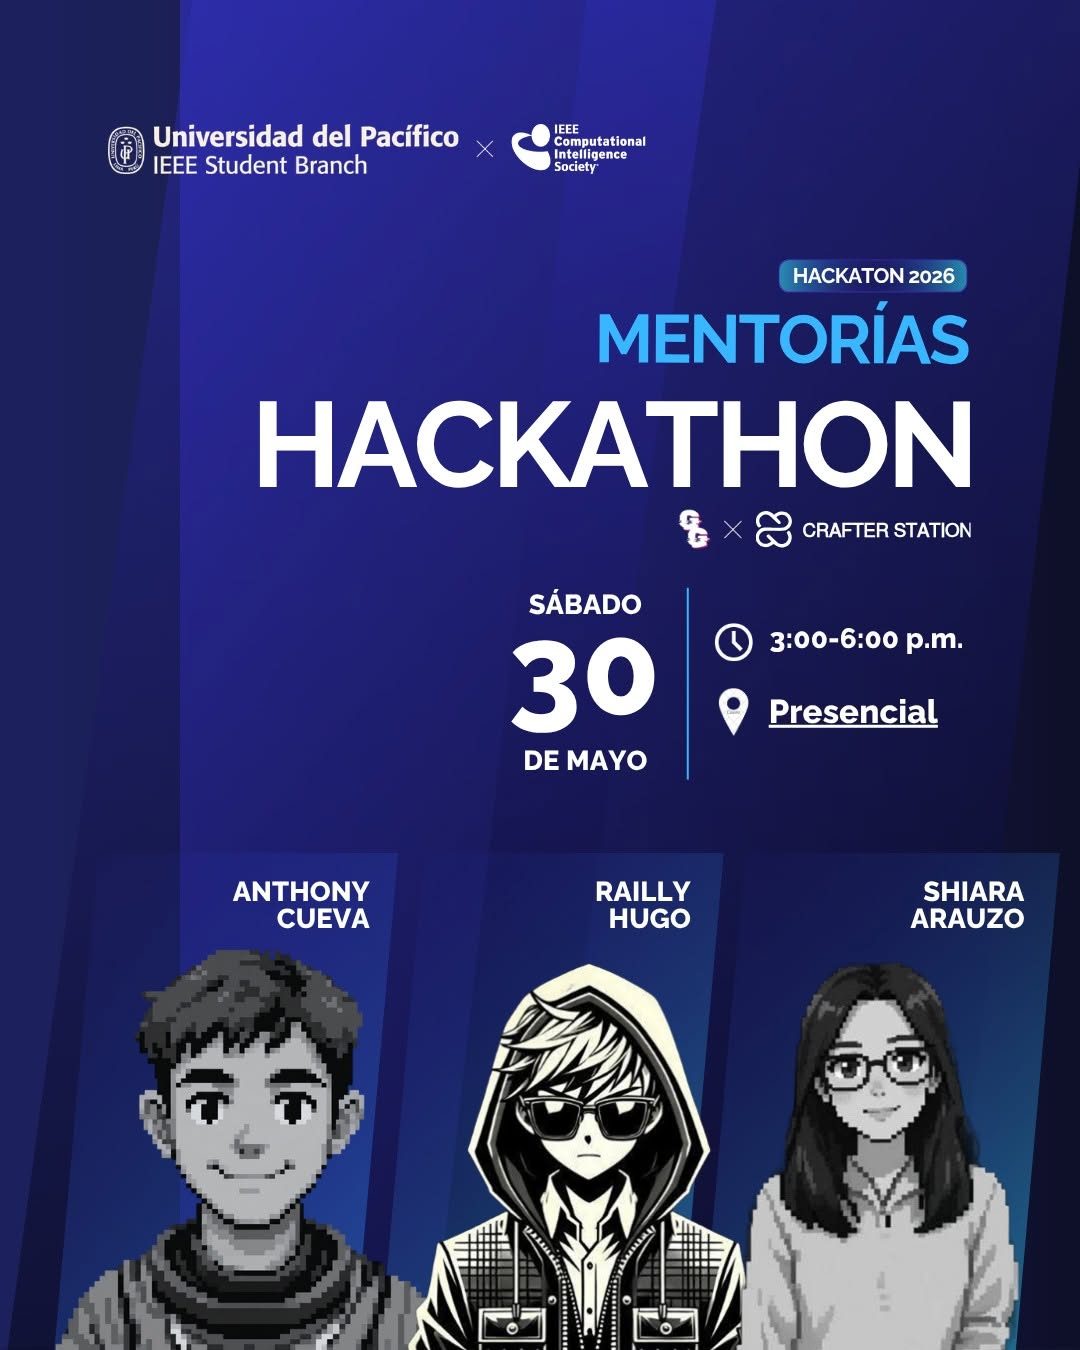 Universidad del Pacífico
IEEE Student Branch
IEEE
Computational
Intelligence
Society
HACKATON 2026
MENTORÍAS
HACKATHON
GG
CRAFTER STATION
SÁBADO
30
DE MAYO
3:00-6:00 p.m.
Presencial
ANTHONY
CUEVA
RAILLY
HUGO
SHIARA
ARAUZO